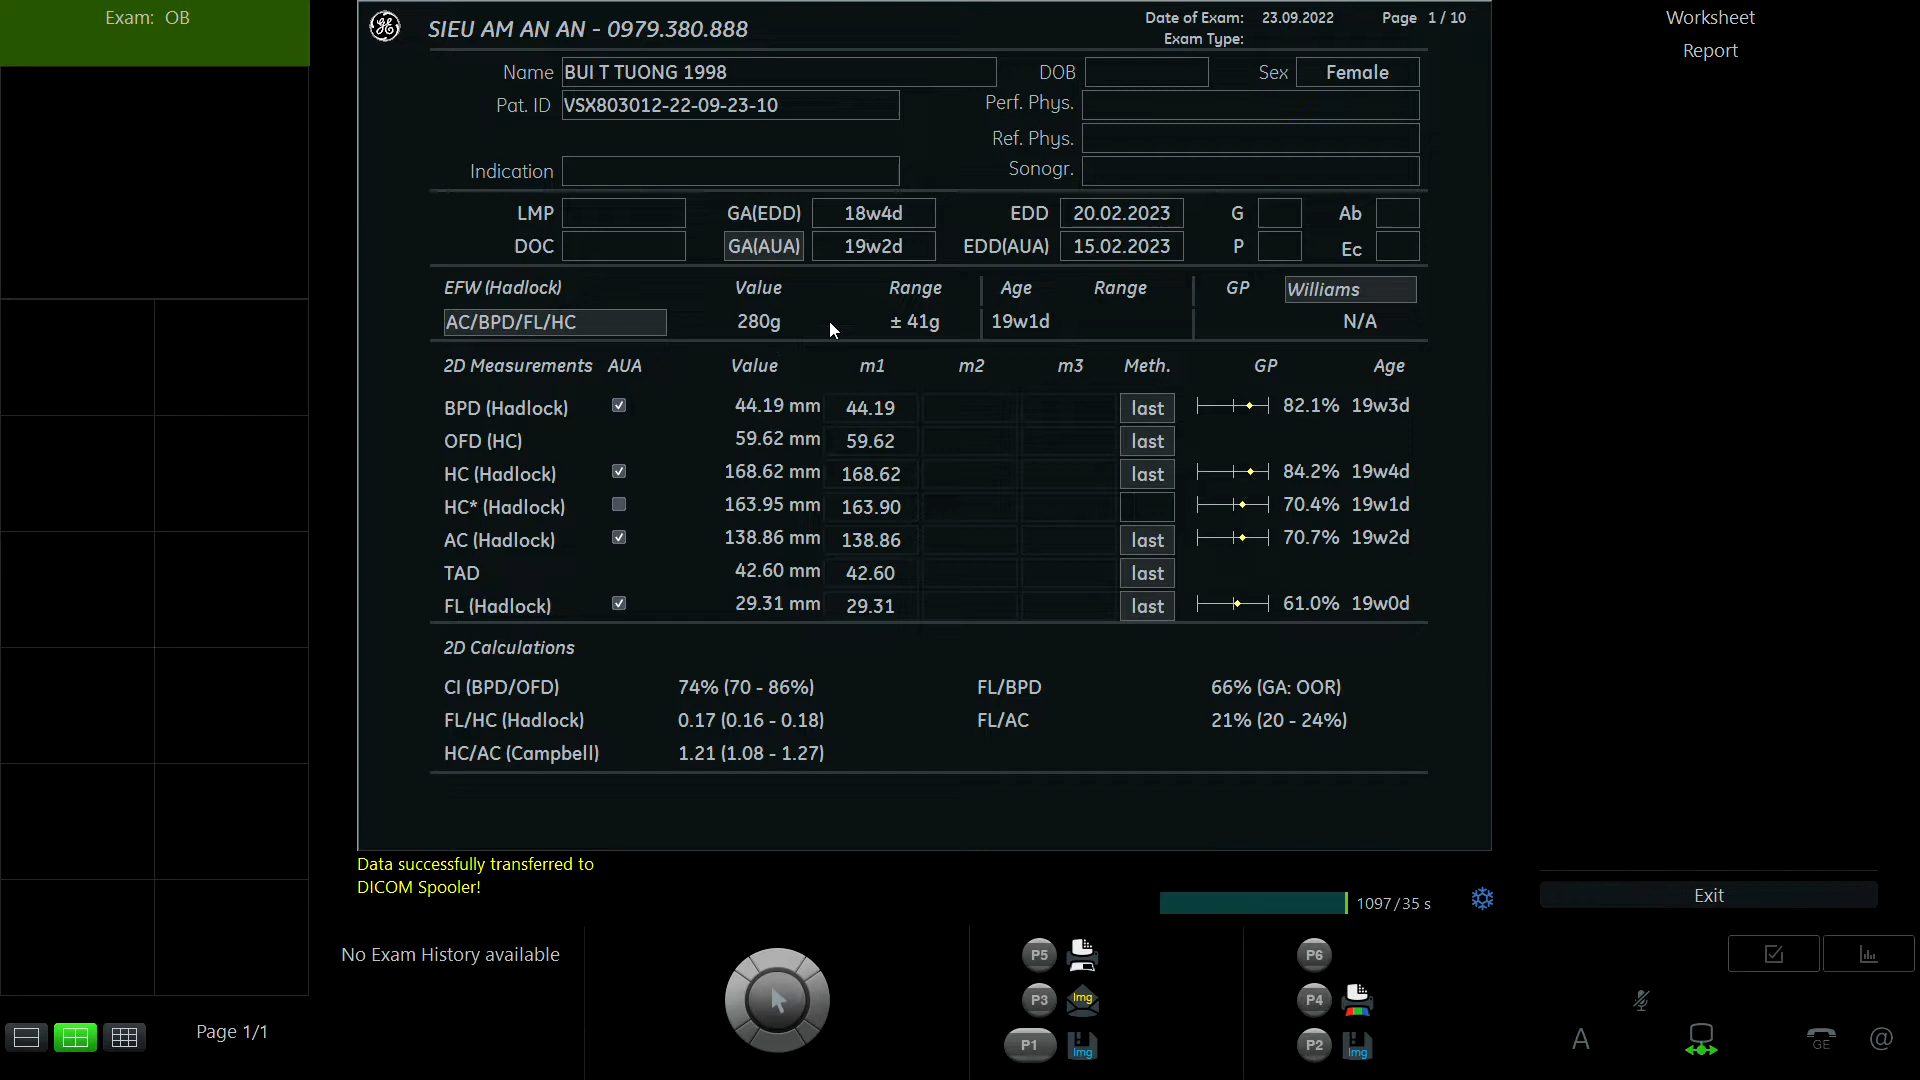 Exam: OB
SIEU AM AN AN - 0979.380.888
Date of Exam: 23.09.2022 Page 1 / 10
Exam Type:
Name BUI T TUONG 1998 DOB Sex Female
Pat. ID VSX803012-22-09-23-10 Perf. Phys.
Ref. Phys.
Indication Sonogr.
LMP GA(EDD) 18w4d EDD 20.02.2023 G Ab
DOC GA(AUA) 19w2d EDD(AUA) 15.02.2023 P Ec
EFW (Hadlock) Value Range Age Range GP Williams
AC/BPD/FL/HC 280g ± 41g 19w1d N/A
2D Measurements AUA Value m1 m2 m3 Meth. GP Age
BPD (Hadlock) 44.19 mm 44.19 last 82.1% 19w3d
OFD (HC) 59.62 mm 59.62 last
HC (Hadlock) 168.62 mm 168.62 last 84.2% 19w4d
HC* (Hadlock) 163.95 mm 163.90 70.4% 19w1d
AC (Hadlock) 138.86 mm 138.86 last 70.7% 19w2d
TAD 42.60 mm 42.60 last
FL (Hadlock) 29.31 mm 29.31 last 61.0% 19w0d
2D Calculations
CI (BPD/OFD) 74% (70 - 86%) FL/BPD 66% (GA: OOR)
FL/HC (Hadlock) 0.17 (0.16 - 0.18) FL/AC 21% (20 - 24%)
HC/AC (Campbell) 1.21 (1.08 - 1.27)
Worksheet
Report
Data successfully transferred to
DICOM Spooler!
1097/35 s
Exit
No Exam History available
Page 1/1
P5 P6
P3 Img P4
P1 Img P2 Img
A GE @